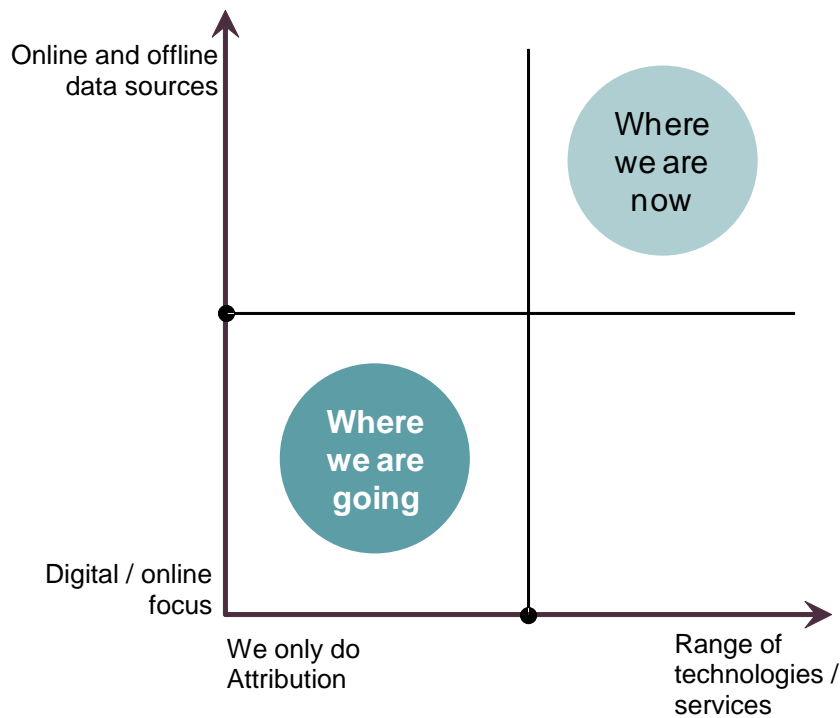 Online and offline
data sources
Where
we are
now
Where
we are
going
Digital / online
focus
We only do
Attribution
Range of
technologies /
services